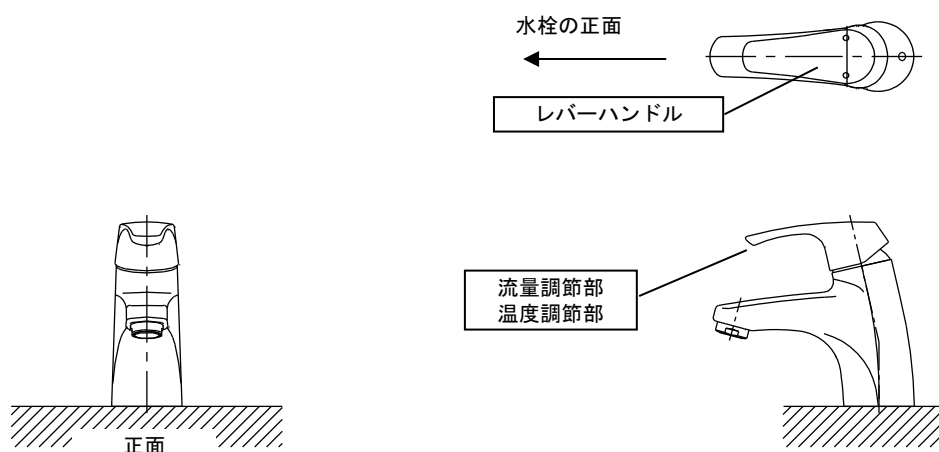 水栓の正面
レバーハンドル
流量調節部
温度調節部
正面